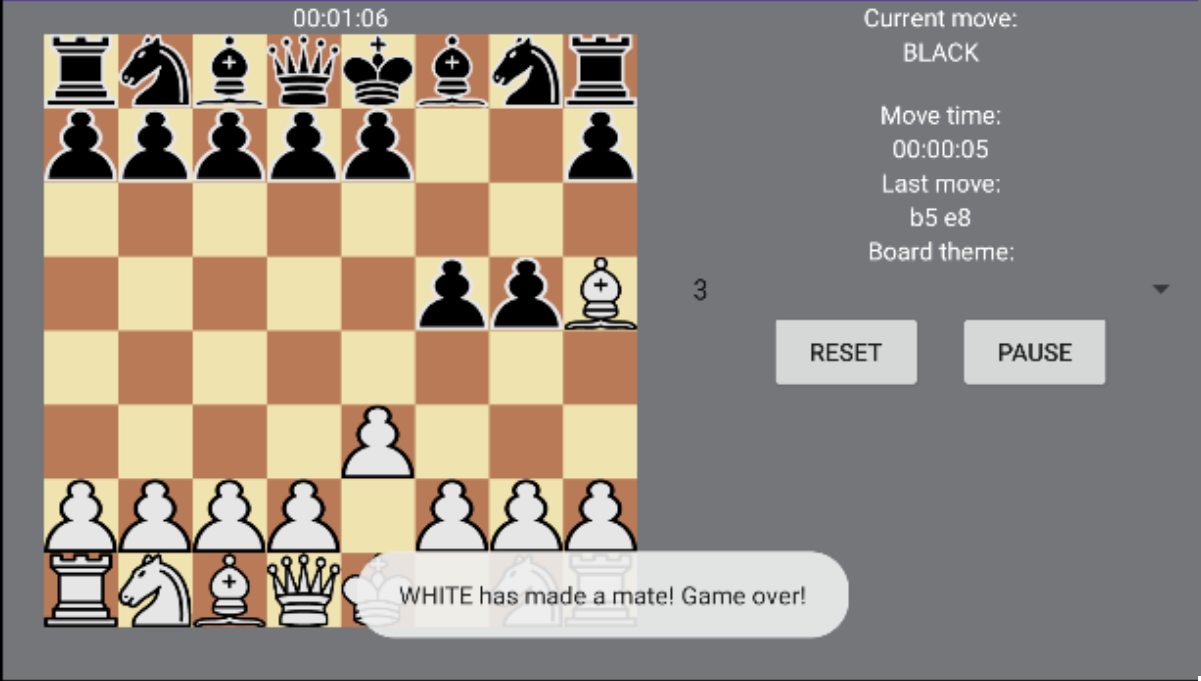 00:01:06
Current move:
BLACK
Move time:
00:00:05
Last move:
b5 e8
Board theme:
3
RESET
PAUSE
WHITE has made a mate! Game over!